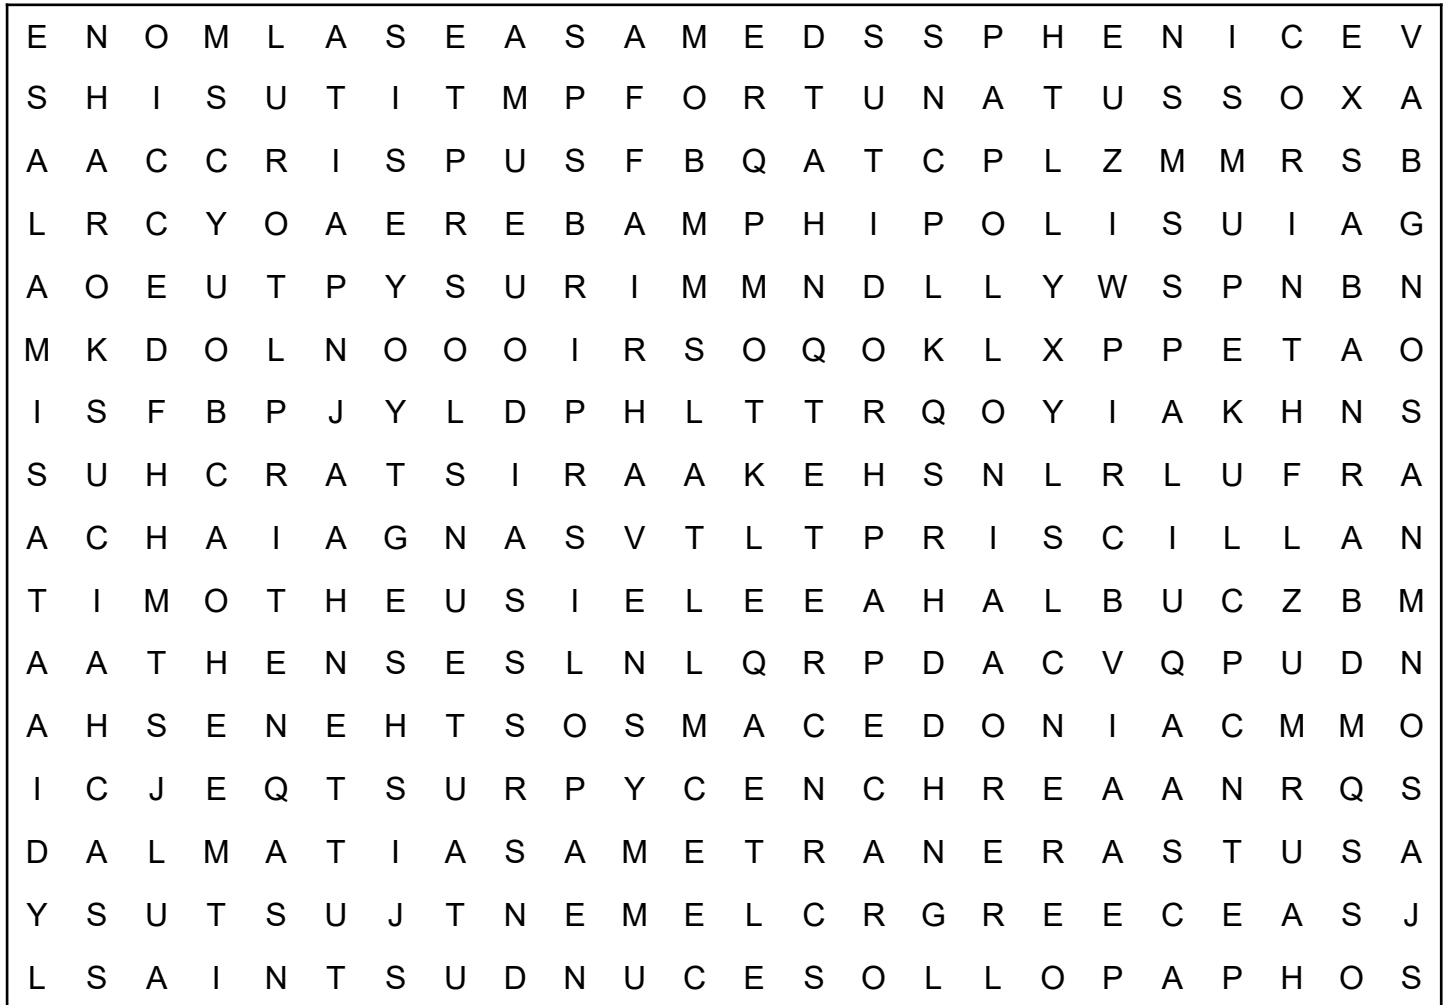 E N O M L A S E A S A M E D S S P H E N I C E V
S H I S U T I T M P F O R T U N A T U S S O X A
A A C C R I S P U S F B Q A T C P L Z M M R S B
L R C Y O A E R E B A M P H I P O L I S U I A G
A O E U T P Y S U R I M M N D L L Y W S P N B N
M K D O L N O O O I R S O Q O K L X P P E T A O
I S F B P J Y L D P H L T T R Q O Y I A K H N S
S U H C R A T S I R A A K E H S N L R L U F R A
A C H A I A G N A S V T L T P R I S C I L L A N
T I M O T H E U S I E L E E A H A L B U C Z B M
A A T H E N S E S L N L Q R P D A C V Q P U D N
A H S E N E H T S O S M A C E D O N I A C M M O
I C J E Q T S U R P Y C E N C H R E A A N R Q S
D A L M A T I A S A M E T R A N E R A S T U S A
Y S U T S U J T N E M E L C R G R E E C E A S J
L S A I N T S U D N U C E S O L L O P A P H O S